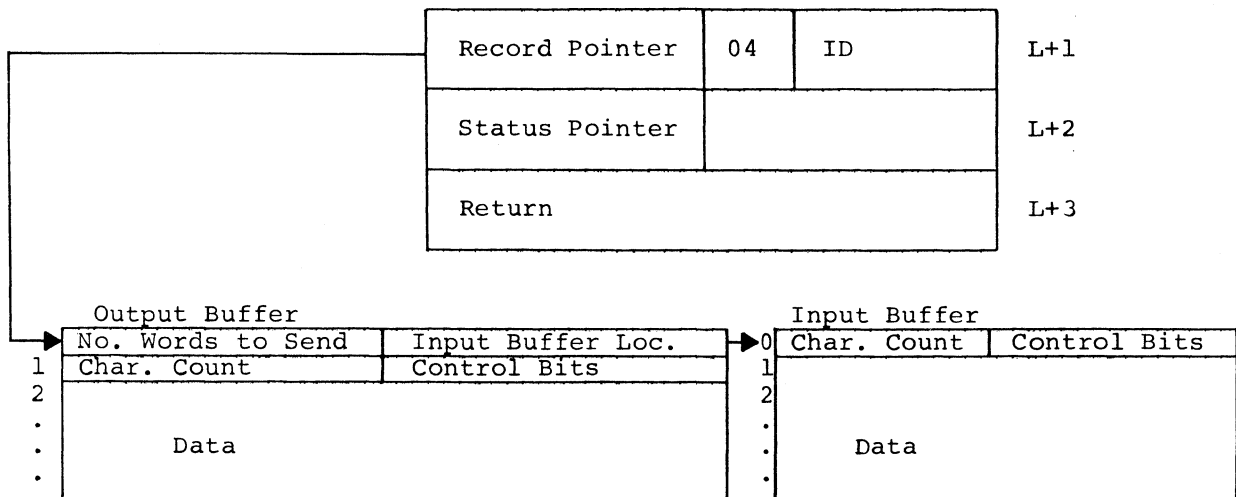 Record Pointer 04 ID L+1
Status Pointer L+2
Return L+3
Output Buffer Input Buffer
No. Words to Send Input Buffer Loc. 0 Char. Count Control Bits
1 Char. Count Control Bits 1
2 2
.
. Data . Data
. .
.